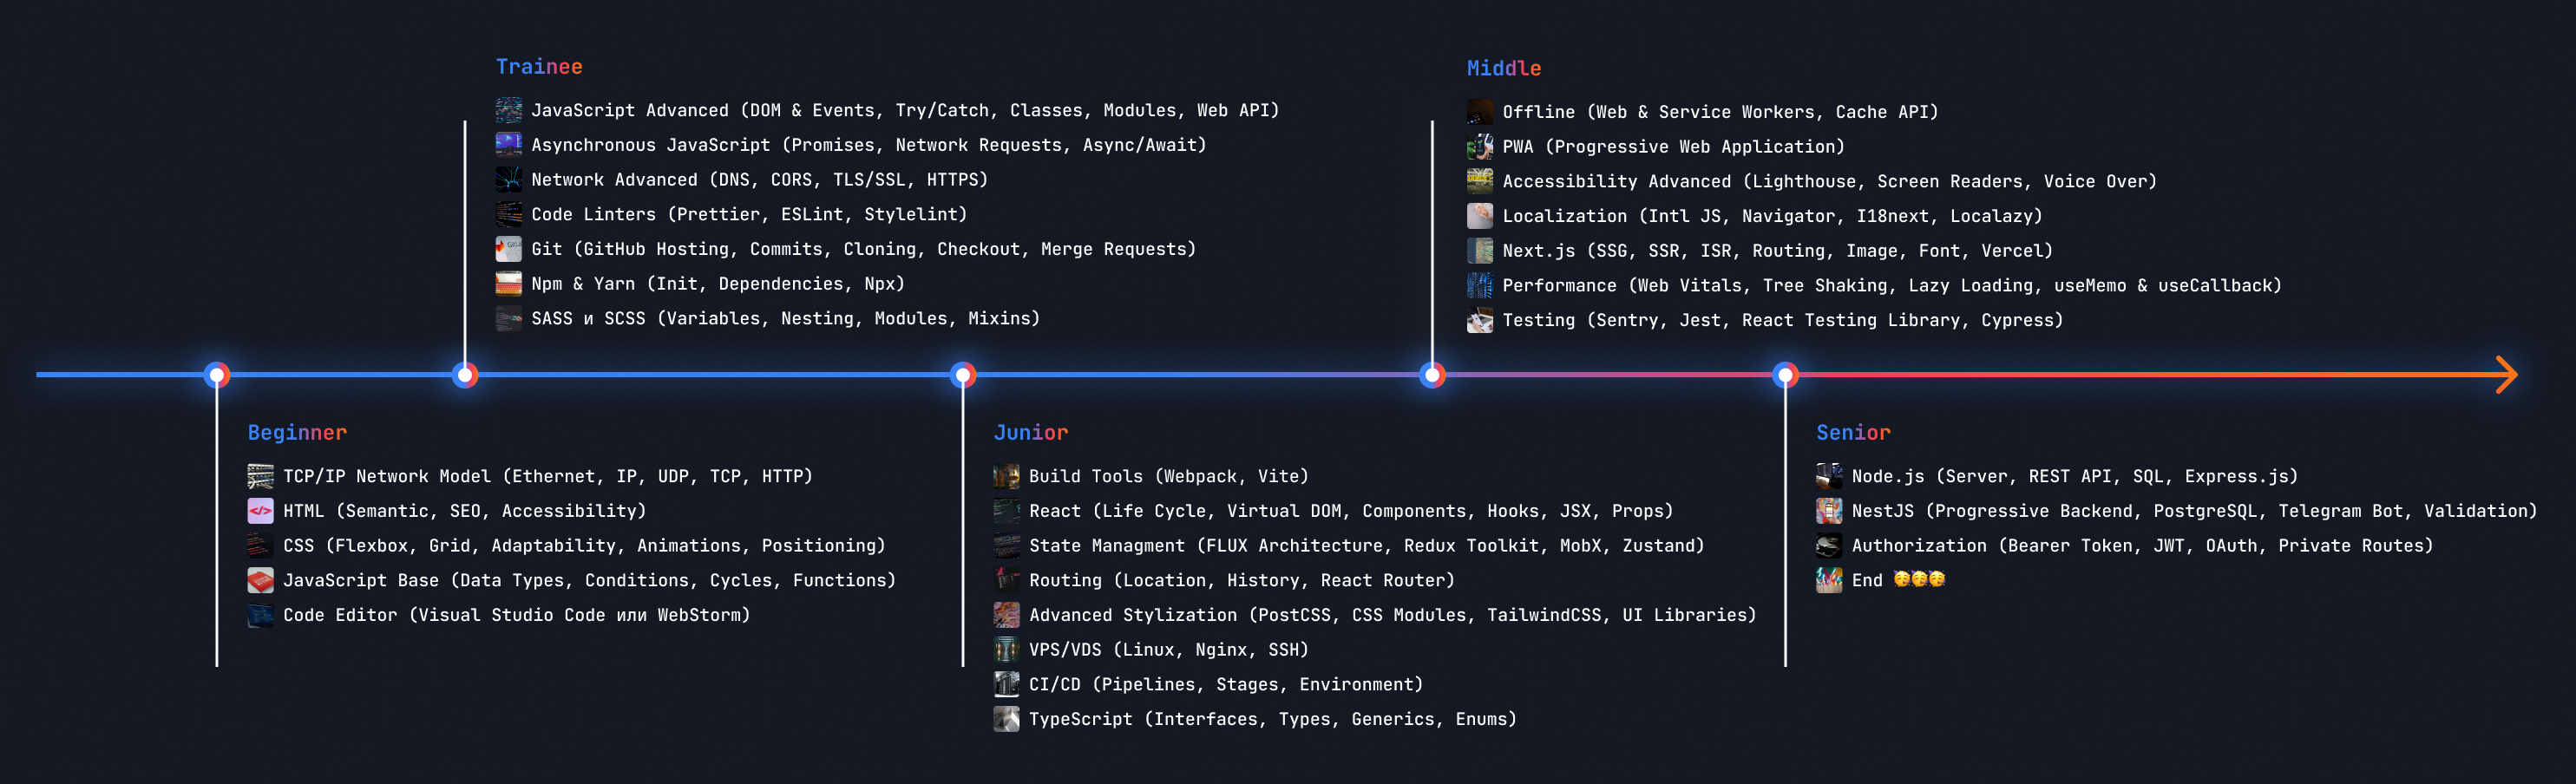 Trainee
JavaScript Advanced (DOM & Events, Try/Catch, Classes, Modules, Web API)
Asynchronous JavaScript (Promises, Network Requests, Async/Await)
Network Advanced (DNS, CORS, TLS/SSL, HTTPS)
Code Linters (Prettier, ESLint, Stylelint)
Git (GitHub Hosting, Commits, Cloning, Checkout, Merge Requests)
Npm & Yarn (Init, Dependencies, Npx)
SASS и SCSS (Variables, Nesting, Modules, Mixins)
Middle
Offline (Web & Service Workers, Cache API)
PWA (Progressive Web Application)
Accessibility Advanced (Lighthouse, Screen Readers, Voice Over)
Localization (Intl JS, Navigator, I18next, Localazy)
Next.js (SSG, SSR, ISR, Routing, Image, Font, Vercel)
Performance (Web Vitals, Tree Shaking, Lazy Loading, useMemo & useCallback)
Testing (Sentry, Jest, React Testing Library, Cypress)
Beginner
TCP/IP Network Model (Ethernet, IP, UDP, TCP, HTTP)
HTML (Semantic, SEO, Accessibility)
CSS (Flexbox, Grid, Adaptability, Animations, Positioning)
JavaScript Base (Data Types, Conditions, Cycles, Functions)
Code Editor (Visual Studio Code или WebStorm)
Junior
Build Tools (Webpack, Vite)
React (Life Cycle, Virtual DOM, Components, Hooks, JSX, Props)
State Managment (FLUX Architecture, Redux Toolkit, MobX, Zustand)
Routing (Location, History, React Router)
Advanced Stylization (PostCSS, CSS Modules, TailwindCSS, UI Libraries)
VPS/VDS (Linux, Nginx, SSH)
CI/CD (Pipelines, Stages, Environment)
TypeScript (Interfaces, Types, Generics, Enums)
Senior
Node.js (Server, REST API, SQL, Express.js)
NestJS (Progressive Backend, PostgreSQL, Telegram Bot, Validation)
Authorization (Bearer Token, JWT, OAuth, Private Routes)
End 🥳🥳🥳